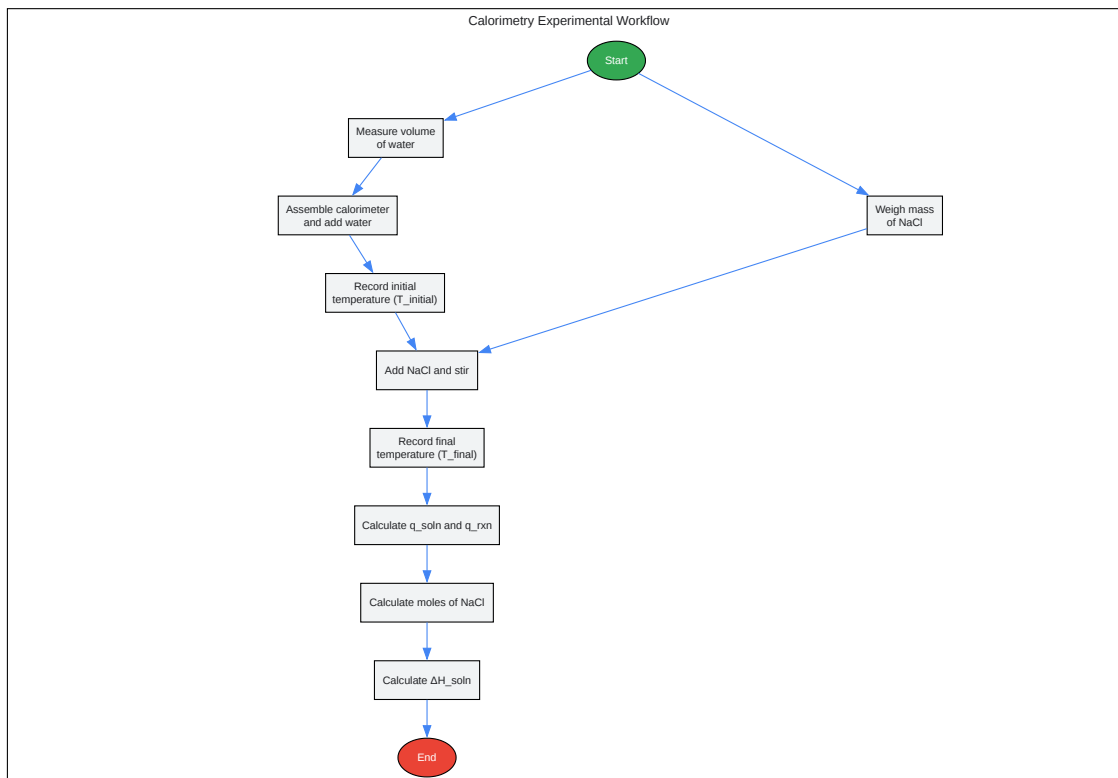 Calorimetry Experimental Workflow
Start
Measure volume
of water
Assemble calorimeter
and add water
Weigh mass
of NaCl
Record initial
temperature (T_initial)
Add NaCl and stir
Record final
temperature (T_final)
Calculate q_soln and q_rxn
Calculate moles of NaCl
Calculate ΔH_soln
End